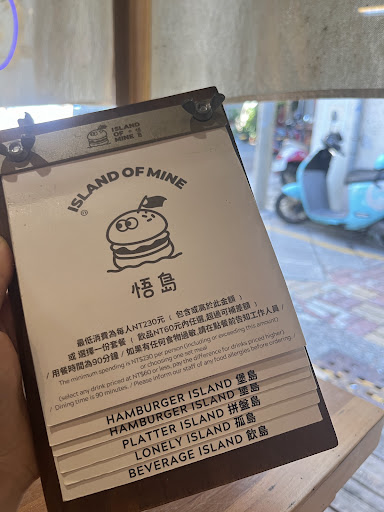 ISLAND
OF
MINE
ISLAND OF MINE
®
悟島
最低消費為每人NT230元 ( 包含或高於此金額 )
或 選擇一份套餐 ( 飲品NT60元內任選,超過可補差額 )
/ 用餐時間為90分鐘 / 如果有任何食物過敏,請在點餐前告知工作人員 /
The minimum spending is NT$230 per person (including or exceeding this amount)
or choosing one set meal
(select any drink priced at NT$60 or less, pay the difference for drinks priced higher)
/ Dining time is 90 minutes. / Please inform our staff of any food allergies before ordering /
HAMBURGER ISLAND 堡島
HAMBURGER ISLAND 堡島
PLATTER ISLAND 拼盤島
LONELY ISLAND 孤島
BEVERAGE ISLAND 飲島